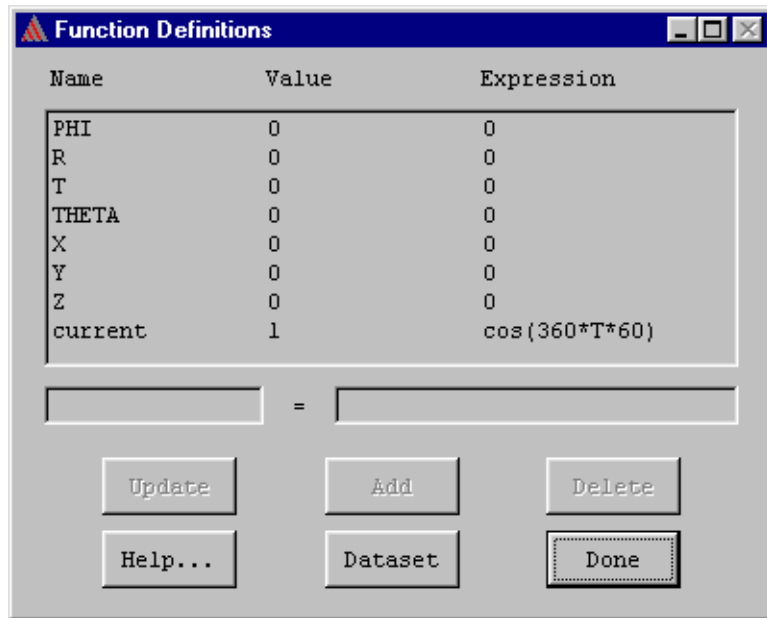 Function Definitions
Name Value Expression
PHI 0 0
R 0 0
T 0 0
THETA 0 0
X 0 0
Y 0 0
Z 0 0
current 1 cos(360*T*60)
=
Update Add Delete
Help... Dataset Done